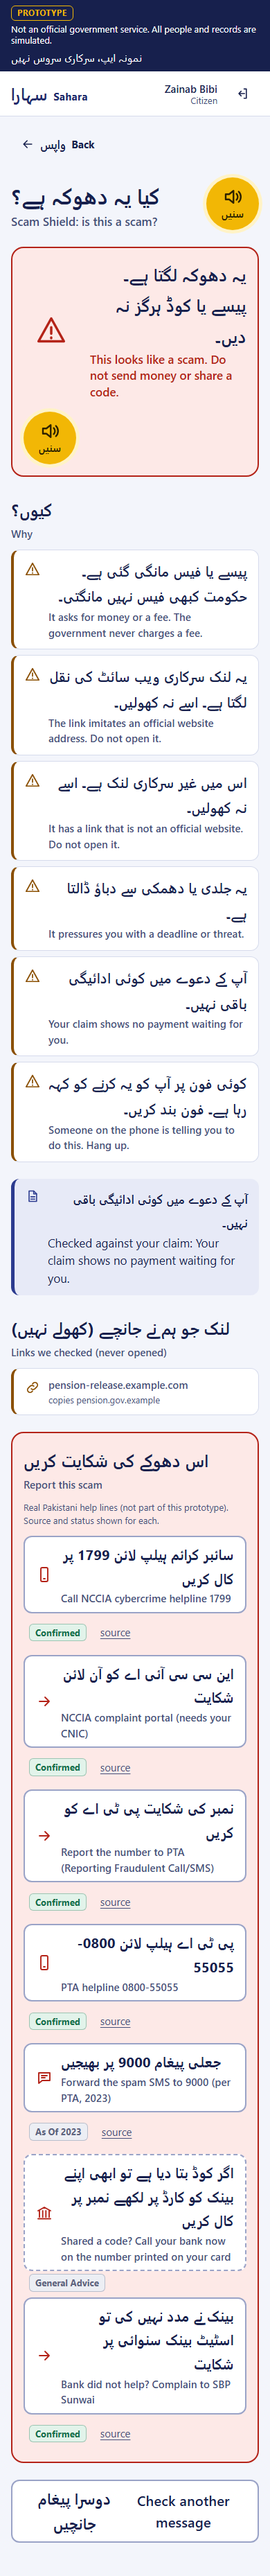 PROTOTYPE
Not an official government service. All people and records are
simulated.
نمونہ ایپ، سرکاری سروس نہیں
سہارا Sahara
Zainab Bibi
Citizen
واپس Back
کیا یہ دھوکہ ہے؟
Scam Shield: is this a scam?
سنیں
یہ دھوکہ لگتا ہے۔
پیسے یا کوڈ ہرگز نہ
دیں۔
This looks like a scam. Do
not send money or share a
code.
سنیں
کیوں؟
Why
پیسے یا فیس مانگی گئی ہے۔
حکومت کبھی فیس نہیں مانگتی۔
It asks for money or a fee. The
government never charges a fee.
یہ لنک سرکاری ویب سائٹ کی نقل
لگتا ہے۔ اسے نہ کھولیں۔
The link imitates an official website
address. Do not open it.
اس میں غیر سرکاری لنک ہے۔ اسے
نہ کھولیں۔
It has a link that is not an official website.
Do not open it.
یہ جلدی یا دھمکی سے دباؤ ڈالتا
ہے۔
It pressures you with a deadline or threat.
آپ کے دعوے میں کوئی ادائیگی
باقی نہیں۔
Your claim shows no payment waiting for
you.
کوئی فون پر آپ کو یہ کرنے کو کہہ
رہا ہے۔ فون بند کریں۔
Someone on the phone is telling you to
do this. Hang up.
آپ کے دعوے میں کوئی ادائیگی باقی
نہیں۔
Checked against your claim: Your
claim shows no payment waiting for
you.
لنک جو ہم نے جانچے (کھولے نہیں)
Links we checked (never opened)
pension-release.example.com
copies pension.gov.example
اس دھوکے کی شکایت کریں
Report this scam
Real Pakistani help lines (not part of this prototype).
Source and status shown for each.
سائبر کرائم ہیلپ لائن 1799 پر
کال کریں
Call NCCIA cybercrime helpline 1799
Confirmed source
این سی سی آئی اے کو آن لائن
شکایت
NCCIA complaint portal (needs your
CNIC)
Confirmed source
نمبر کی شکایت پی ٹی اے کو
کریں
Report the number to PTA
(Reporting Fraudulent Call/SMS)
Confirmed source
پی ٹی اے ہیلپ لائن 0800-
55055
PTA helpline 0800-55055
Confirmed source
جعلی پیغام 9000 پر بھیجیں
Forward the spam SMS to 9000 (per
PTA, 2023)
As Of 2023 source
اگر کوڈ بتا دیا ہے تو ابھی اپنے
بینک کو کارڈ پر لکھے نمبر پر
کال کریں
Shared a code? Call your bank now
on the number printed on your card
General Advice
بینک نے مدد نہیں کی تو
اسٹیٹ بینک سنوائی پر
شکایت
Bank did not help? Complain to SBP
Sunwai
Confirmed source
دوسرا پیغام
جانچیں
Check another
message